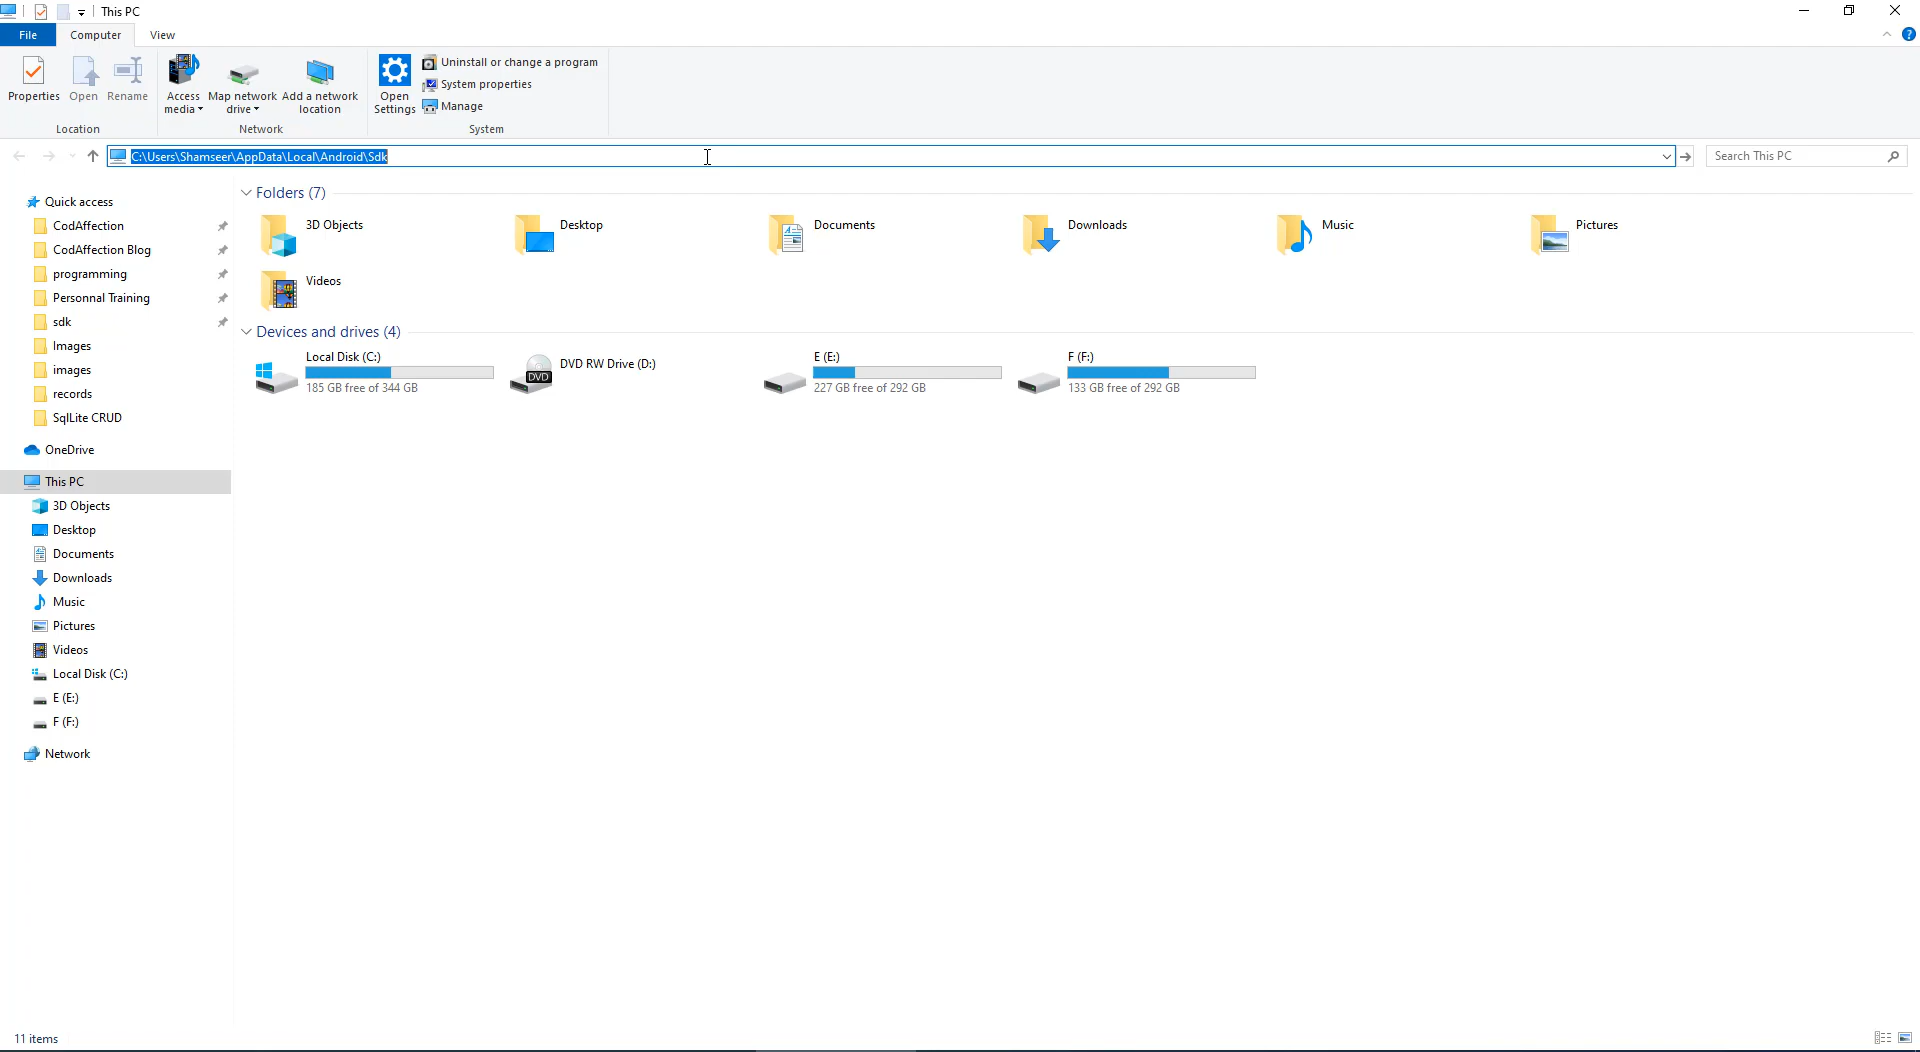 This PC
File Computer View
Properties Open Rename
Access media
Map network drive
Add a network location
Open Settings
Uninstall or change a program
System properties
Manage
Location Network System
C:\Users\Shamseer\AppData\Local\Android\Sdk
Search This PC
Quick access
CodAffection
CodAffection Blog
programming
Personnal Training
sdk
Images
images
records
SqlLite CRUD
OneDrive
This PC
3D Objects
Desktop
Documents
Downloads
Music
Pictures
Videos
Local Disk (C:)
E (E:)
F (F:)
Network
Folders (7)
3D Objects
Desktop
Documents
Downloads
Music
Pictures
Videos
Devices and drives (4)
Local Disk (C:)
185 GB free of 344 GB
DVD RW Drive (D:)
DVD
E (E:)
227 GB free of 292 GB
F (F:)
133 GB free of 292 GB
11 items